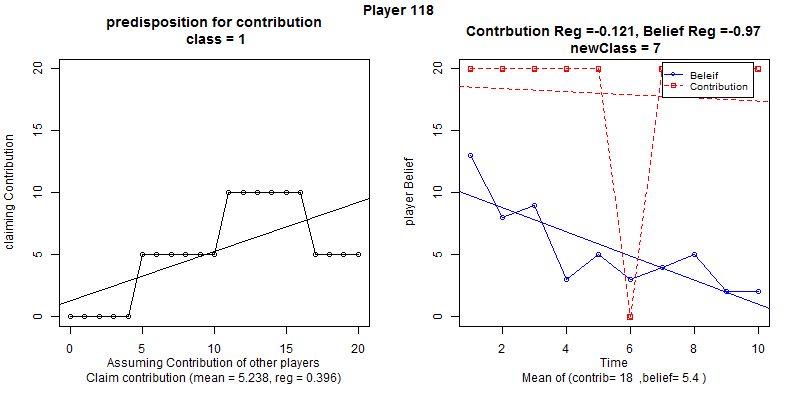 Player 118
predisposition for contribution
class = 1
claiming Contribution
20
15
10
5
0
0 5 10 15 20
Assuming Contribution of other players
Claim contribution (mean = 5.238, reg = 0.396)
Contrbution Reg =-0.121, Belief Reg =-0.97
newClass = 7
player Belief
20
15
10
5
0
Beleif
Contribution
2 4 6 8 10
Time
Mean of (contrib= 18 ,belief= 5.4 )